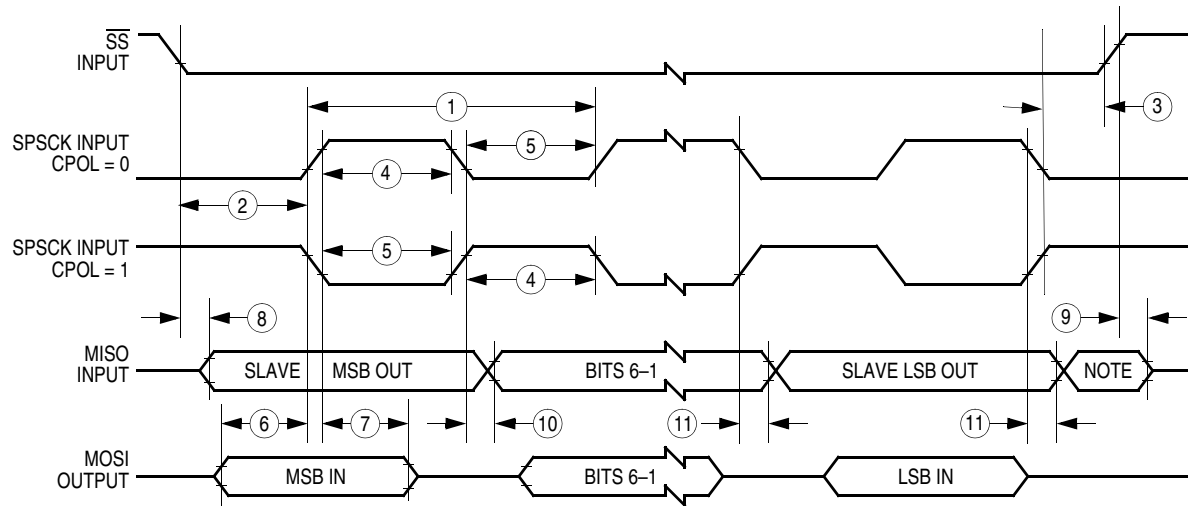 SS
INPUT
1
3
SPSCK INPUT
CPOL = 0
5
4
2
SPSCK INPUT
CPOL = 1
5
4
8
9
MISO
INPUT
SLAVE MSB OUT
BITS 6–1
SLAVE LSB OUT
NOTE
6
7
10
11
11
MOSI
OUTPUT
MSB IN
BITS 6–1
LSB IN